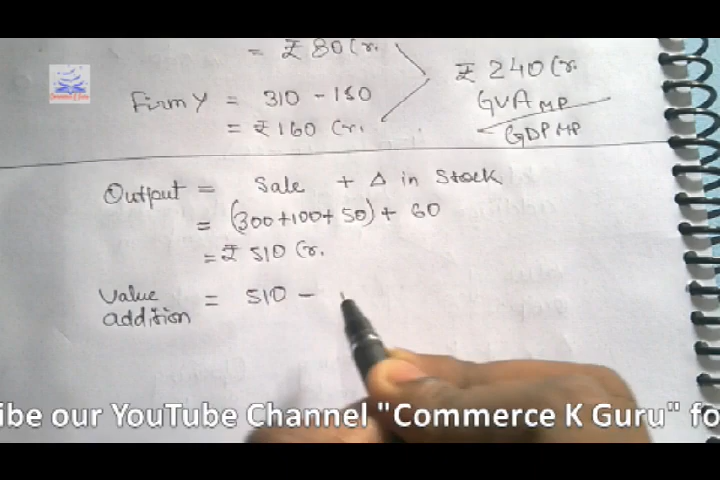 = ₹ 80 Cr.
Firm Y = 310 - 150
= ₹ 160 Cr.
₹ 240 Cr.
GVA MP
GDP MP
Output = Sale + Δ in Stock
= (300+100+50) + 60
= ₹ 510 Cr.
Value addition = 510 -
ibe our YouTube Channel "Commerce K Guru" fo